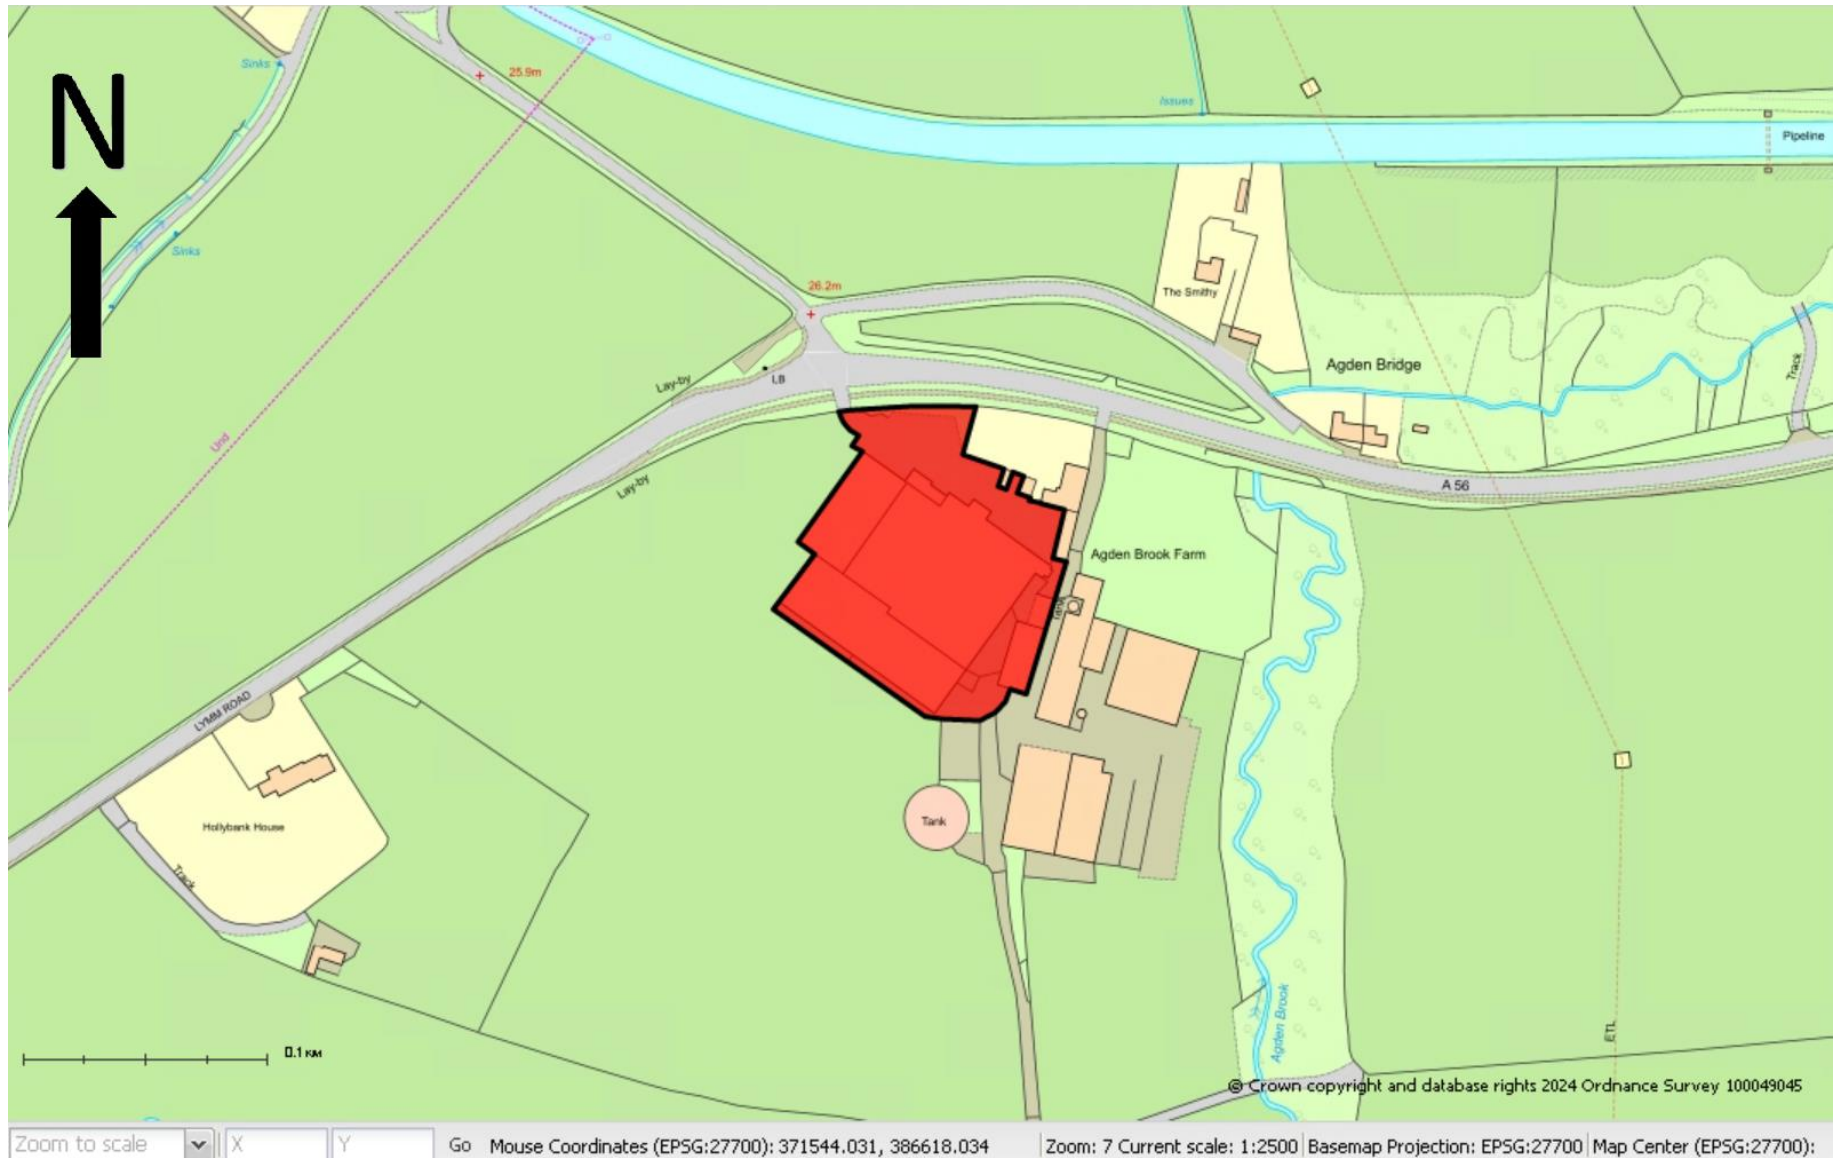 Sinks
25.9m
N
Issues
Pipeline
Sinks
26.2m
The Smithy
Agden Bridge
Track
Lay-by
LB
Und
Lay-by
A 56
Agden Brook Farm
Tank
LYMM ROAD
Tank
Hollybank House
Track
Agden Brook
ETL
0.1 км
© Crown copyright and database rights 2024 Ordnance Survey 100049045
Zoom to scale X Y Go Mouse Coordinates (EPSG:27700): 371544.031, 386618.034 Zoom: 7 Current scale: 1:2500 Basemap Projection: EPSG:27700 Map Center (EPSG:27700):